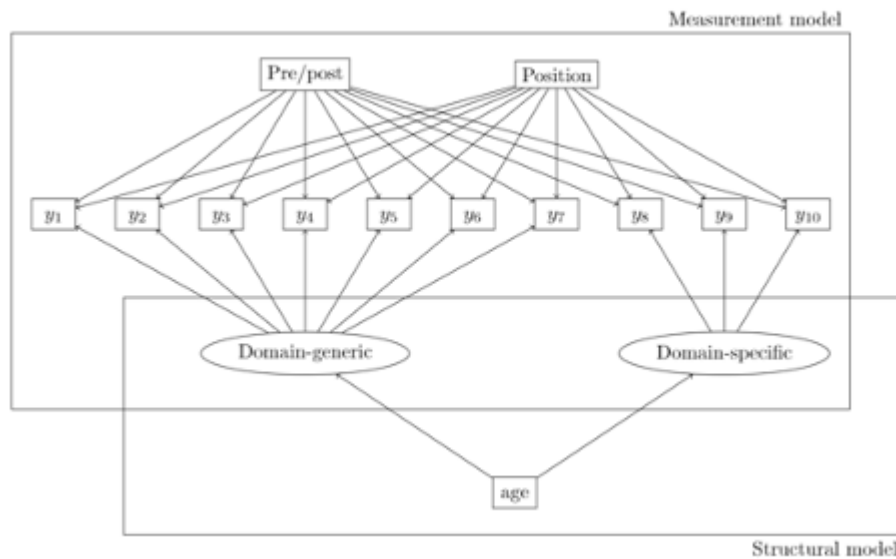 Measurement model
Pre/post
Position
y1 y2 y3 y4 y5 y6 y7 y8 y9 y10
Domain-generic
Domain-specific
age
Structural model